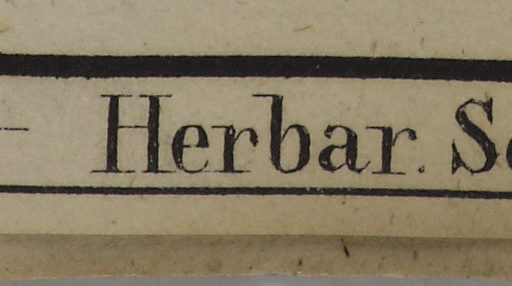 – Herbar.